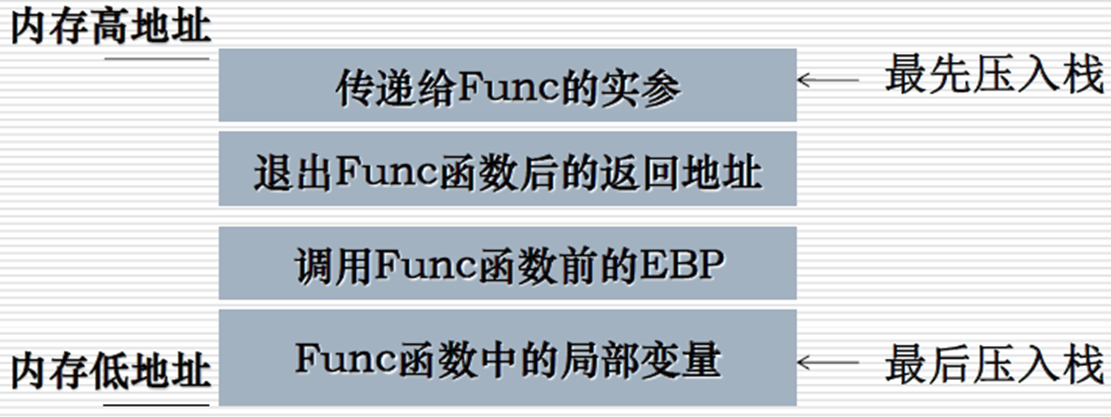 内存高地址
传递给Func的实参
最先压入栈
退出Func函数后的返回地址
调用Func函数前的EBP
Func函数中的局部变量
内存低地址
最后压入栈